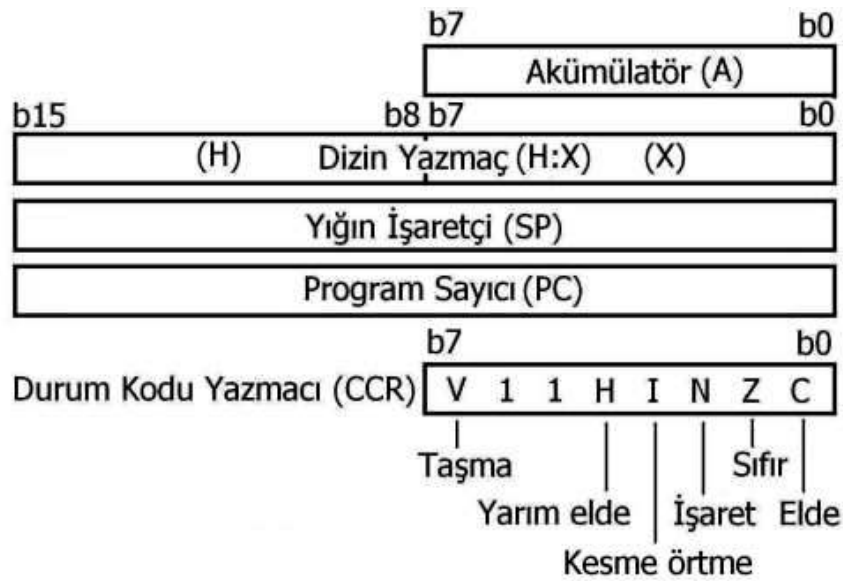 b7 b0
Akümülatör (A)
b15 b8 b7 b0
(H) Dizin Yazmaç (H:X) (X)
Yığın İşaretçi (SP)
Program Sayıcı (PC)
b7 b0
Durum Kodu Yazmacı (CCR) V 1 1 H I N Z C
Taşma Sıfır
Yarım elde İşaret Elde
Kesme örtme